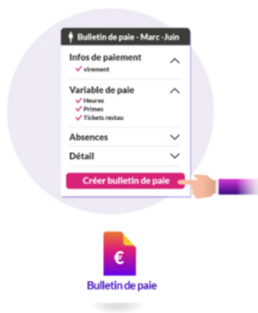 Bulletin de paie - Marc -Juin
Infos de paiement
virement
Variable de paie
Heures
Primes
Tickets restau
Absences
Détail
Créer bulletin de paie
€
Bulletin de paie